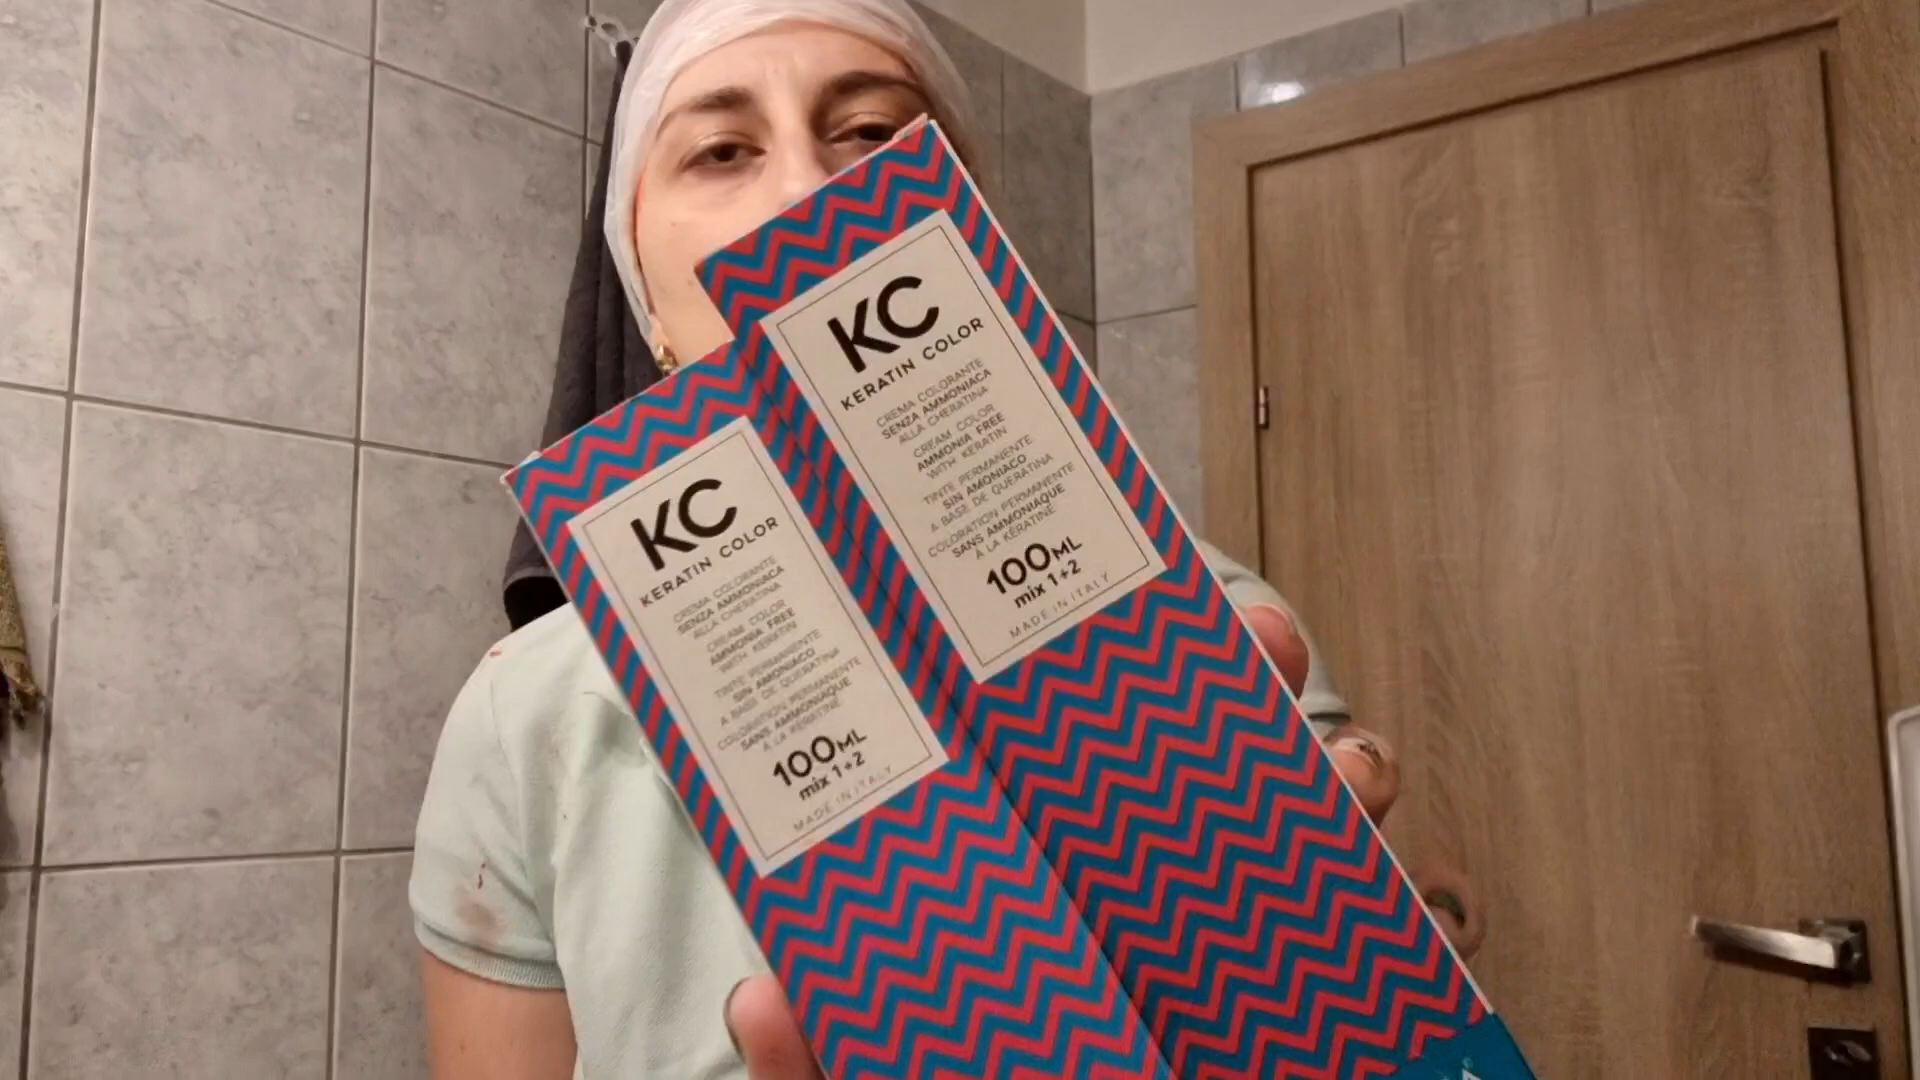 KC
KERATIN COLOR
CREMA COLORANTE
SENZA AMMONIACA
ALLA CHERATINA
CREAM COLOR
AMMONIA FREE
WITH KERATIN
TINTE PERMANENTE
SIN AMONIACO
A BASE DE QUERATINA
COLORATION PERMANENTE
SANS AMMONIAQUE
À LA KÉRATINE
100ML
mix 1+2
MADE IN ITALY
KC
KERATIN COLOR
CREMA COLORANTE
SENZA AMMONIACA
ALLA CHERATINA
CREAM COLOR
AMMONIA FREE
WITH KERATIN
TINTE PERMANENTE
SIN AMONIACO
A BASE DE QUERATINA
COLORATION PERMANENTE
SANS AMMONIAQUE
À LA KÉRATINE
100ML
mix 1+2
MADE IN ITALY